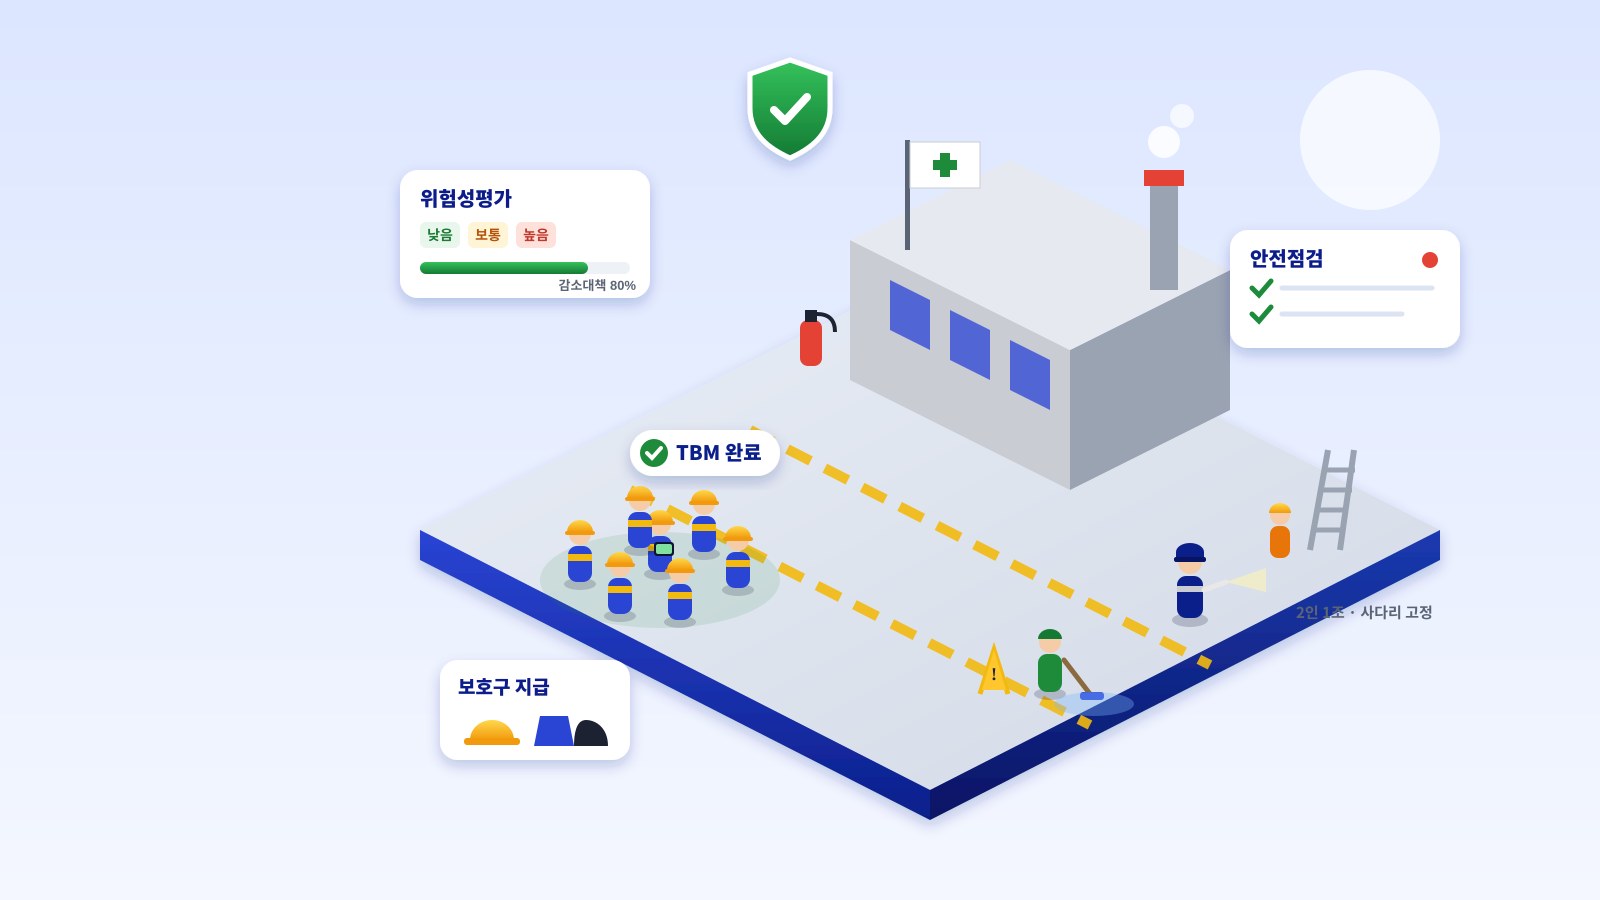 위험성평가
낮음 보통 높음
감소대책 80%
안전점검
TBM 완료
2인 1조 · 사다리 고정
!
보호구 지급